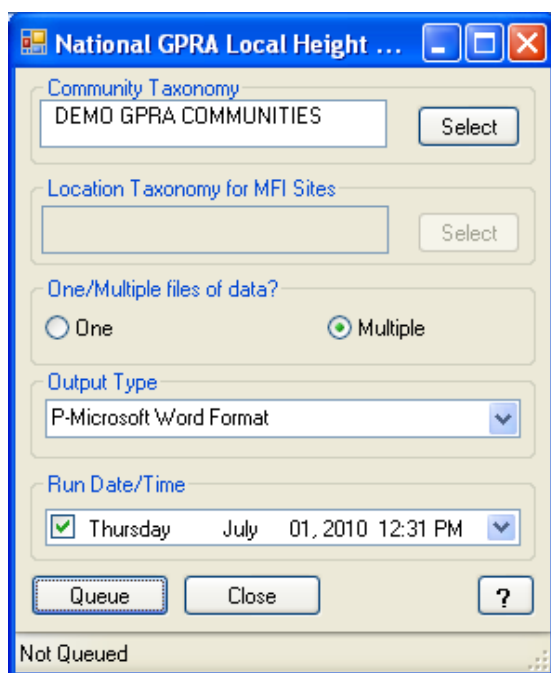 National GPRA Local Height ...
Community Taxonomy
DEMO GPRA COMMUNITIES
Select
Location Taxonomy for MFI Sites
Select
One/Multiple files of data?
One Multiple
Output Type
P-Microsoft Word Format
Run Date/Time
Thursday July 01, 2010 12:31 PM
Queue Close ?
Not Queued